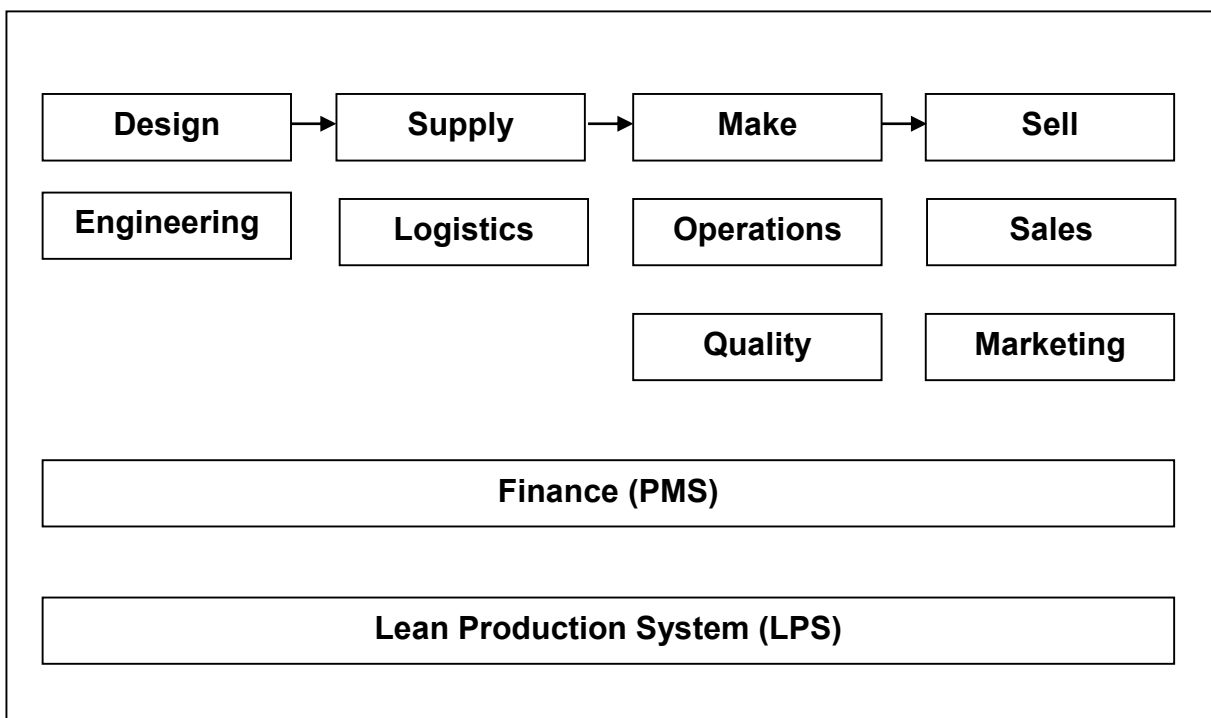 Design
Supply
Make
Sell
Engineering
Logistics
Operations
Sales
Quality
Marketing
Finance (PMS)
Lean Production System (LPS)